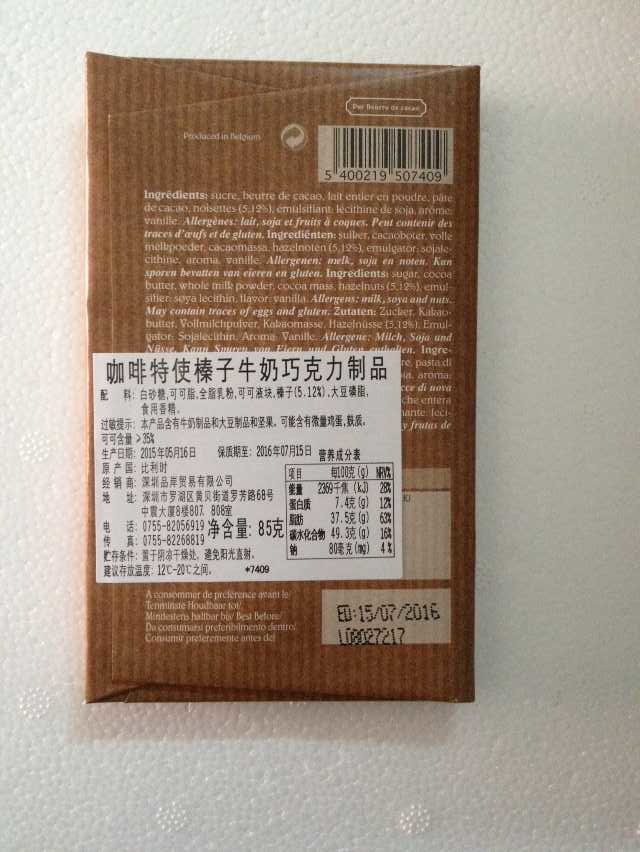 Pur Beurre de cacao
Produced in Belgium
5 400219 507409
Ingrédients: sucre, beurre de cacao, lait entier en poudre, pâte
de cacao, noisettes (5,12%), emulsifiant: lécithine de soja, arôme:
vanille. Allergènes: lait, soja et fruits à coques. Peut contenir des
traces d'œufs et de gluten. Ingrediënten: suiker, cacaoboter, volle
melkpoeder, cacaomassa, hazelnoten (5,12%), emulgator: sojale-
cithine, aroma, vanille. Allergenen: melk, soja en noten. Kan
sporen bevatten van eieren en gluten. Ingredients: sugar, cocoa
butter, whole milk powder, cocoa mass, hazelnuts (5,12%), emul-
sifier: soya lecithin, flavor: vanilla. Allergens: milk, soya and nuts.
May contain traces of eggs and gluten. Zutaten: Zucker, Kakao-
butter, Vollmilchpulver, Kakaomasse, Hazelnüsse (5,12%), Emul-
gator: Sojalecithin, Aroma: Vanille. Allergene: Milch, Soja und
Nüsse. Kann Spuren von Eiern und Gluten enthalten. Ingre-
re, pasta di
aroma:
cce di uova
hante: leci-
y frutas de
咖啡特使榛子牛奶巧克力制品
配 料: 白砂糖,可可脂,全脂乳粉,可可液块,榛子(5.12%),大豆磷脂,
食用香精。
过敏提示: 本产品含有牛奶制品和大豆制品和坚果。可能含有微量鸡蛋,麸质。
可可含量 ≥35%
生产日期: 2015年05月16日 保质期至: 2016年07月15日
原 产 国: 比利时
经 销 商: 深圳品岸贸易有限公司
地 址: 深圳市罗湖区黄贝街道罗芳路68号
中震大厦8楼807 808室
电 话: 0755-82056919
传 真: 0755-82268819
净含量: 85克
贮存条件: 置于阴凉干燥处, 避免阳光直射。
建议存放温度: 12℃-20℃之间。 *7409
营养成分表
项目 每100克(g) NRV%
能量 2369千焦(kJ) 28%
蛋白质 7.4克(g) 12%
脂肪 37.5克(g) 63%
碳水化合物 49.3克(g) 16%
钠 80毫克(mg) 4%
A consommer de préférence avant le/
Tenminste Houdbaar tot/
Mindestens haltbar bis/ Best Before/
Da consumarsi preferibilmento dentro/
Consumir preferemente antes del
ED:15/07/2016
L08027217